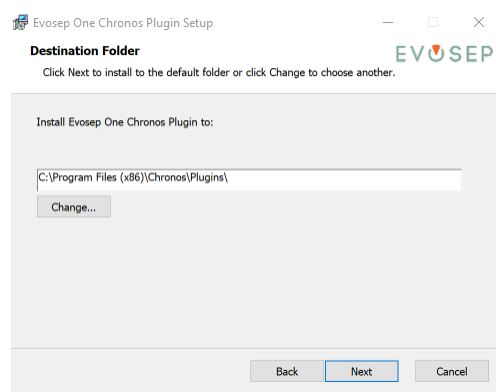 Evosep One Chronos Plugin Setup
Destination Folder
Click Next to install to the default folder or click Change to choose another.
EVOSEP
Install Evosep One Chronos Plugin to:
C:\Program Files (x86)\Chronos\Plugins\
Change...
Back
Next
Cancel